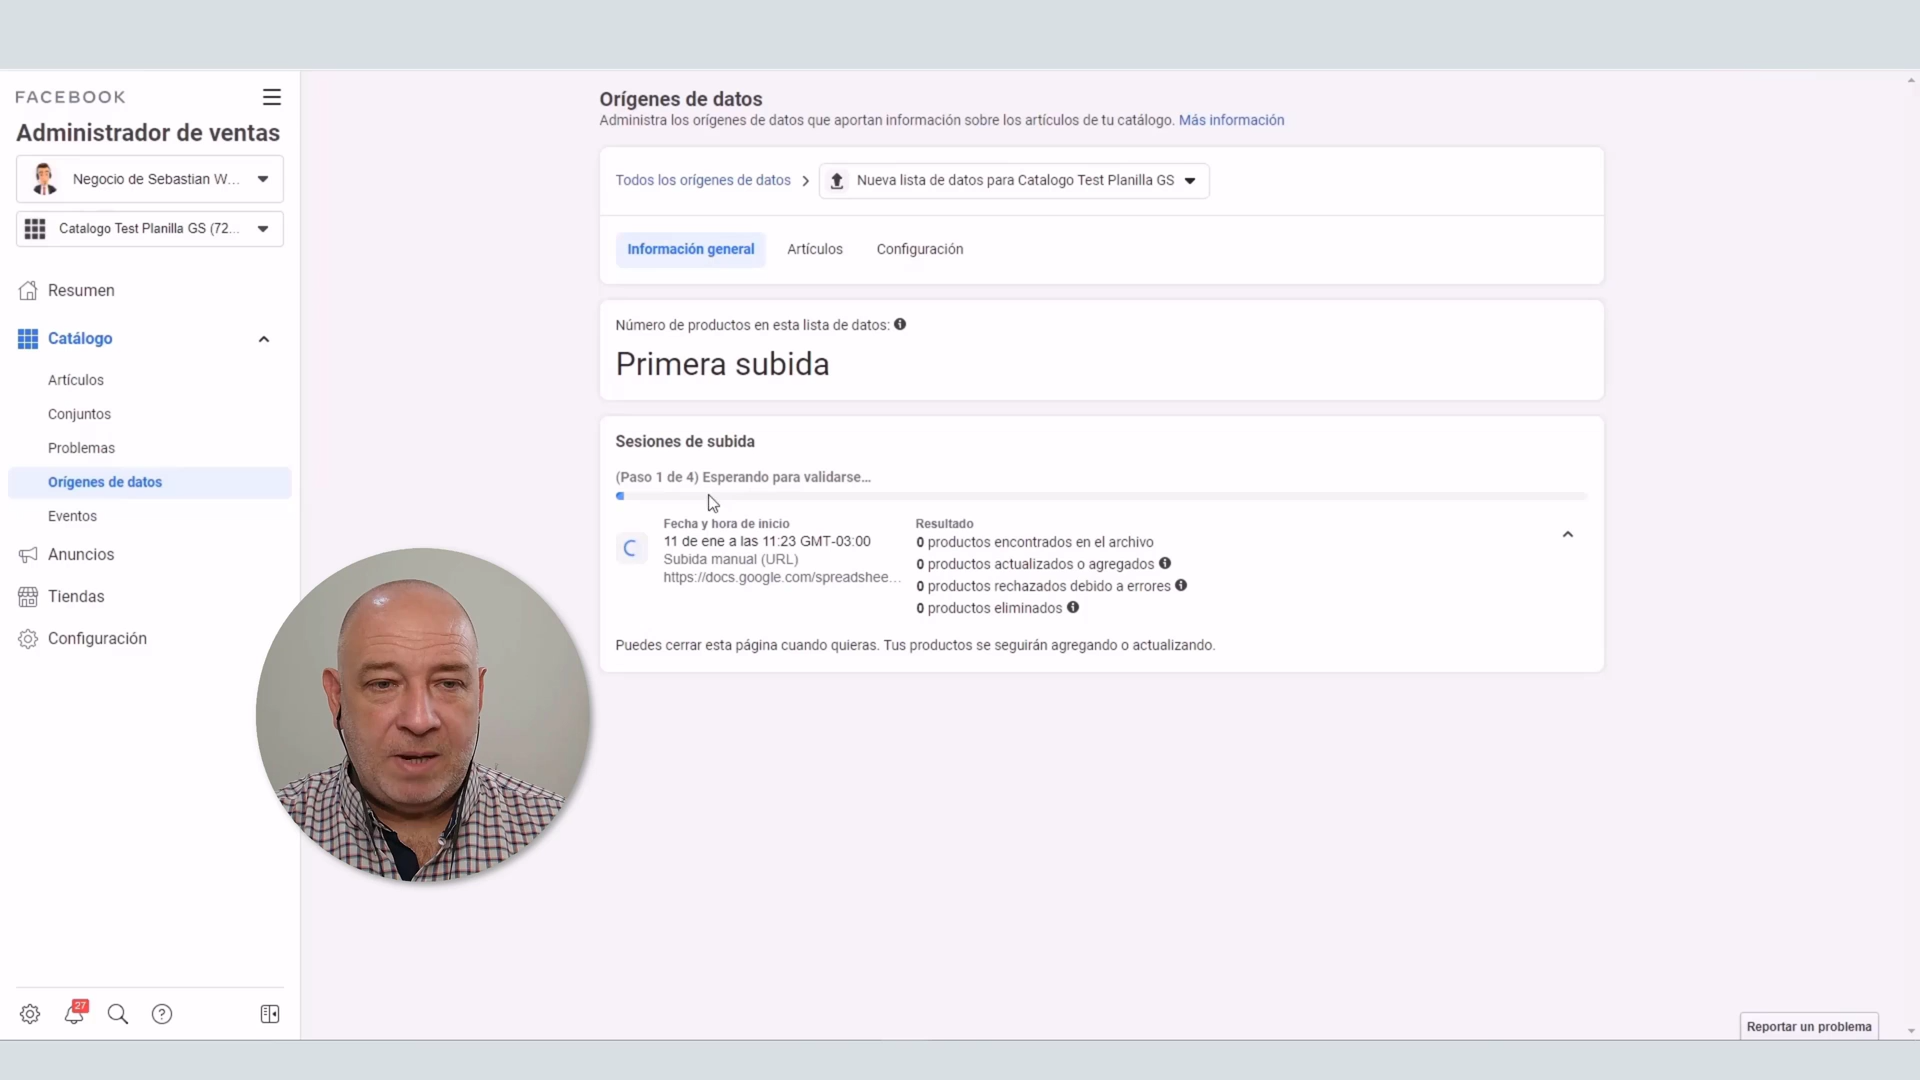 FACEBOOK
Administrador de ventas
Negocio de Sebastian W...
Catalogo Test Planilla GS (72...
Resumen
Catálogo
Artículos
Conjuntos
Problemas
Orígenes de datos
Eventos
Anuncios
Tiendas
Configuración
27
Orígenes de datos
Administra los orígenes de datos que aportan información sobre los artículos de tu catálogo. Más información
Todos los orígenes de datos > Nueva lista de datos para Catalogo Test Planilla GS
Información general Artículos Configuración
Número de productos en esta lista de datos:
Primera subida
Sesiones de subida
(Paso 1 de 4) Esperando para validarse...
Fecha y hora de inicio
11 de ene a las 11:23 GMT-03:00
Subida manual (URL)
https://docs.google.com/spreadshee...
Resultado
0 productos encontrados en el archivo
0 productos actualizados o agregados
0 productos rechazados debido a errores
0 productos eliminados
Puedes cerrar esta página cuando quieras. Tus productos se seguirán agregando o actualizando.
Reportar un problema